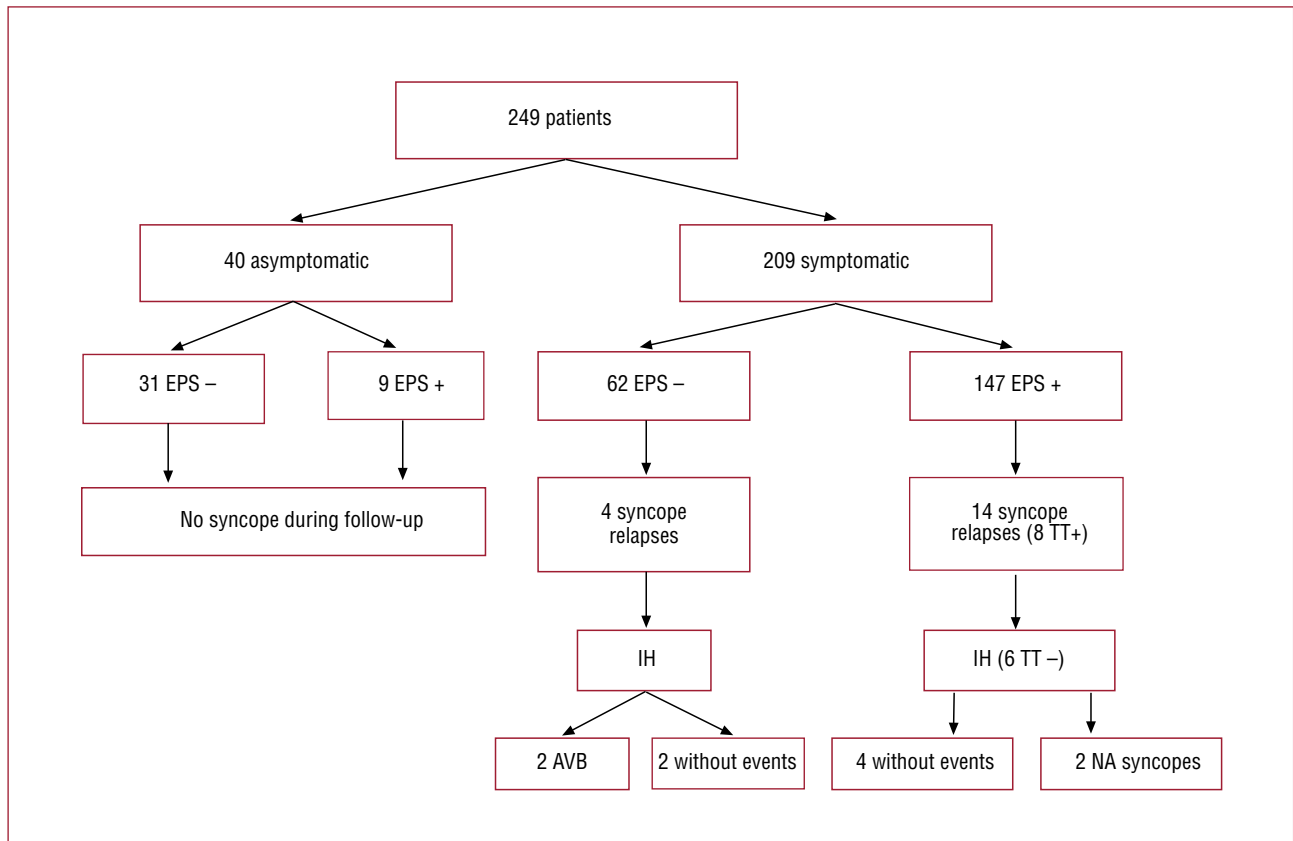 249 patients
40 asymptomatic
209 symptomatic
31 EPS –
9 EPS +
62 EPS –
147 EPS +
No syncope during follow-up
4 syncope
relapses
14 syncope
relapses (8 TT+)
IH
IH (6 TT –)
2 AVB
2 without events
4 without events
2 NA syncopes